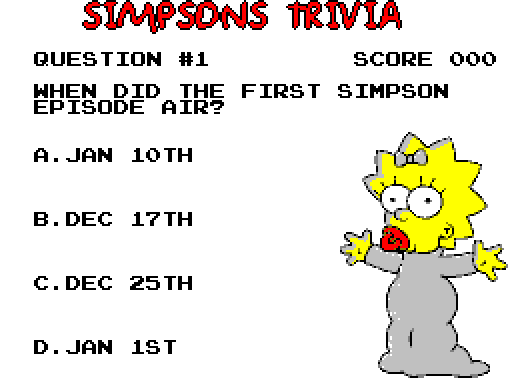 SIMPSONS TRIVIA
QUESTION #1 SCORE 000
WHEN DID THE FIRST SIMPSON
EPISODE AIR?
A.JAN 10TH
B.DEC 17TH
C.DEC 25TH
D.JAN 1ST